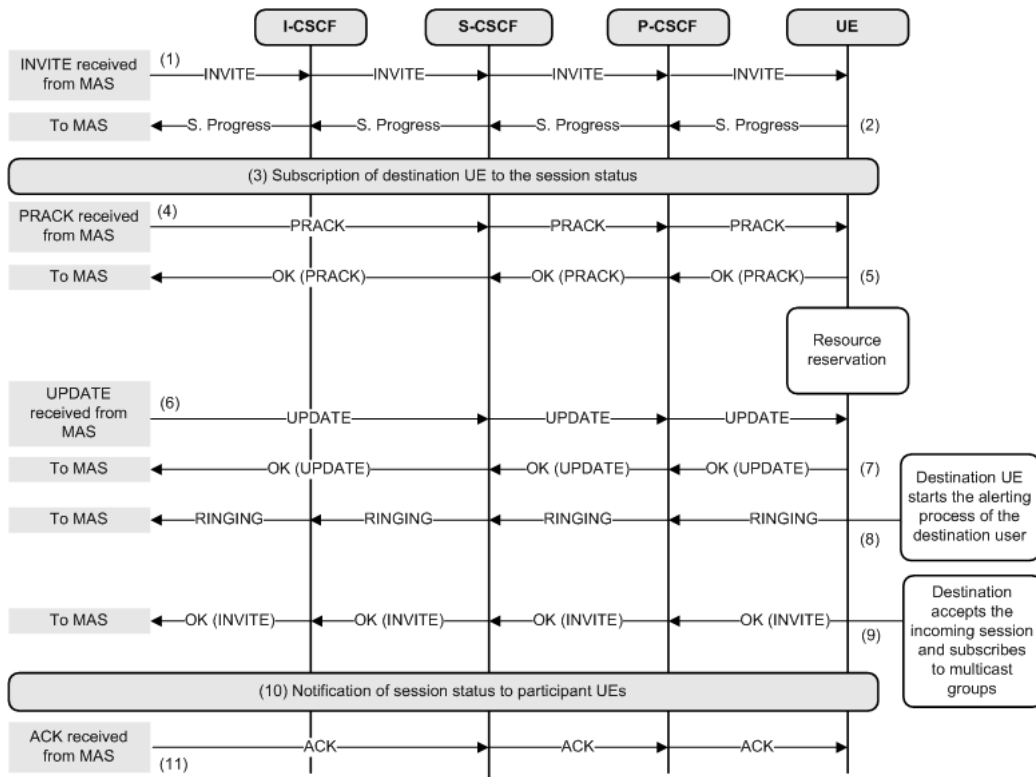 I-CSCF S-CSCF P-CSCF UE
INVITE received
from MAS
(1)
INVITE INVITE INVITE INVITE
To MAS S. Progress S. Progress S. Progress S. Progress (2)
(3) Subscription of destination UE to the session status
PRACK received
from MAS
(4)
PRACK PRACK PRACK
To MAS OK (PRACK) OK (PRACK) OK (PRACK) (5)
Resource
reservation
UPDATE
received from
MAS
(6)
UPDATE UPDATE UPDATE
To MAS OK (UPDATE) OK (UPDATE) OK (UPDATE) (7)
To MAS RINGING RINGING RINGING RINGING
(8)
Destination UE
starts the alerting
process of the
destination user
To MAS OK (INVITE) OK (INVITE) OK (INVITE) OK (INVITE)
(9)
Destination
accepts the
incoming session
and subscribes
to multicast
groups
(10) Notification of session status to participant UEs
ACK received
from MAS
ACK ACK ACK
(11)